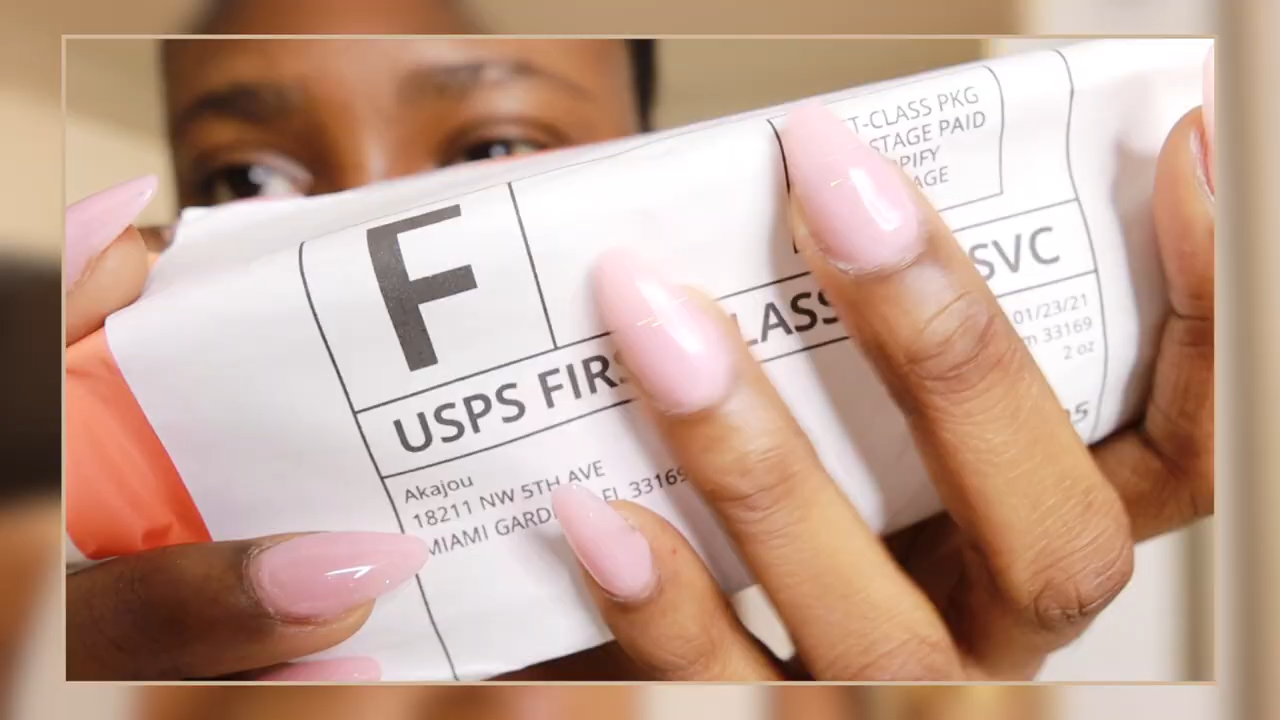 F
T-CLASS PKG
STAGE PAID
PIFY
AGE
USPS FIRS LASS SVC
01/23/21
33169
2 oz
Akajou
18211 NW 5TH AVE
MIAMI GARD FL 33169